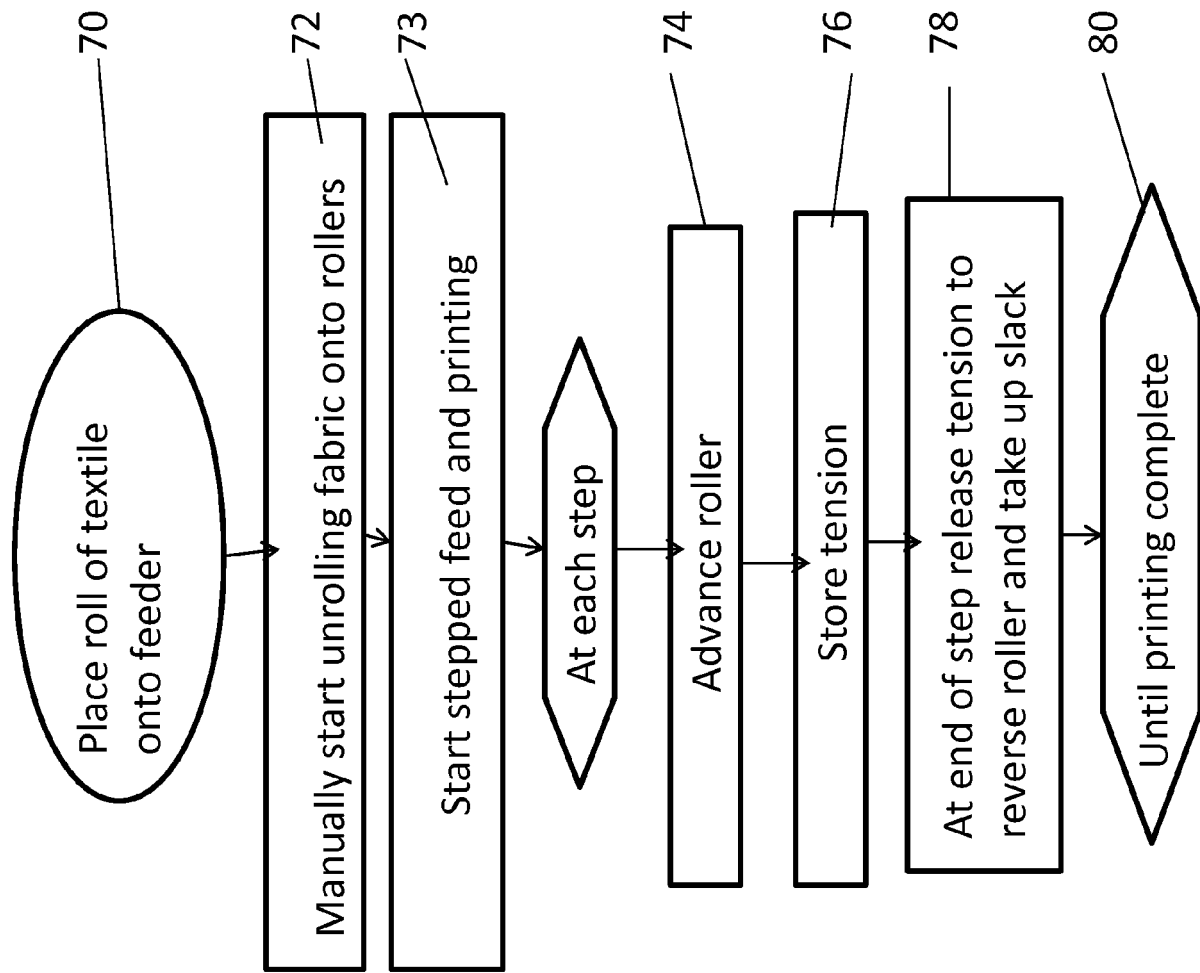 Place roll of textile
onto feeder
70
Manually start unrolling fabric onto rollers
72
Start stepped feed and printing
73
At each step
Advance roller
74
Store tension
76
At end of step release tension to
reverse roller and take up slack
78
Until printing complete
80